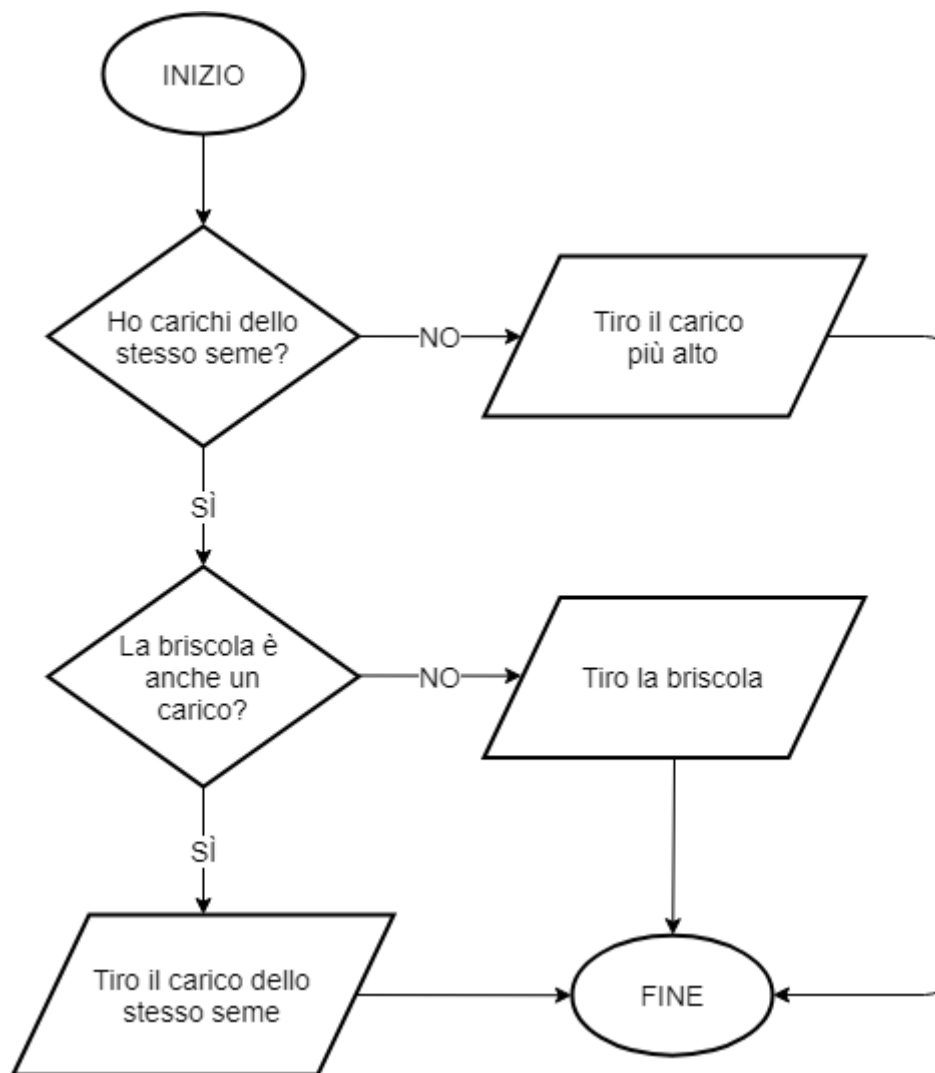 INIZIO
Ho carichi dello
stesso seme?
NO
Tiro il carico
più alto
SÌ
La briscola è
anche un
carico?
NO
Tiro la briscola
SÌ
Tiro il carico dello
stesso seme
FINE